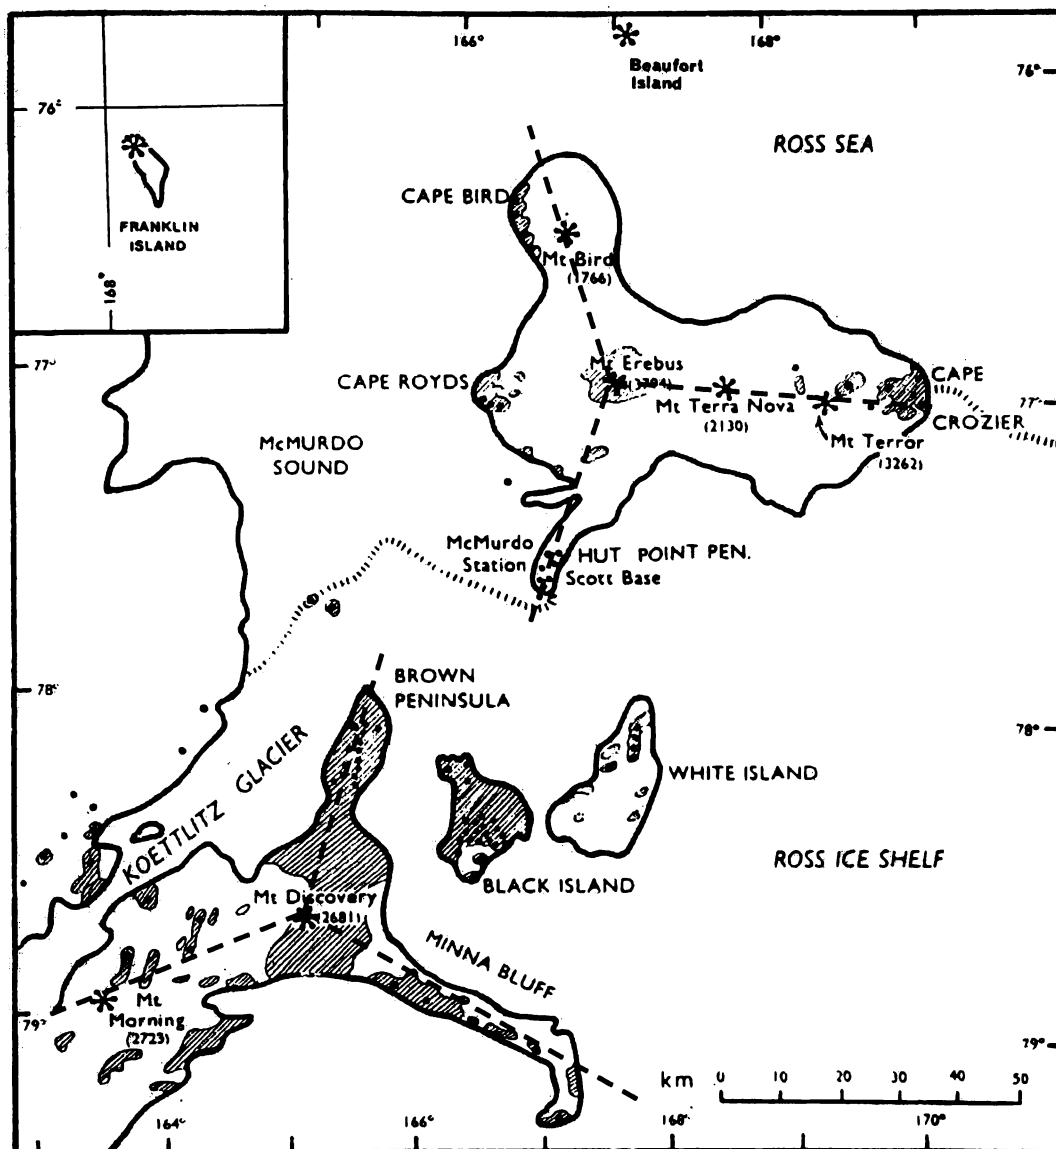 166°
168°
Beaufort
Island
76°
76°
ROSS SEA
CAPE BIRD
FRANKLIN
ISLAND
168°
Mt Bird
(1766)
77°
Mt Erebus
(3794)
CAPE ROYDS
CAPE
CROZIER
77°
Mt Terra Nova
(2130)
Mt Terror
(3262)
McMURDO
SOUND
McMurdo
Station
HUT POINT PEN.
Scott Base
78°
BROWN
PENINSULA
78°
KOETTLITZ GLACIER
WHITE ISLAND
ROSS ICE SHELF
BLACK ISLAND
Mt Discovery
(2681)
MINNA BLUFF
Mt
Morning
(2723)
79°
79°
km 0 10 20 30 40 50
164°
166°
168°
170°